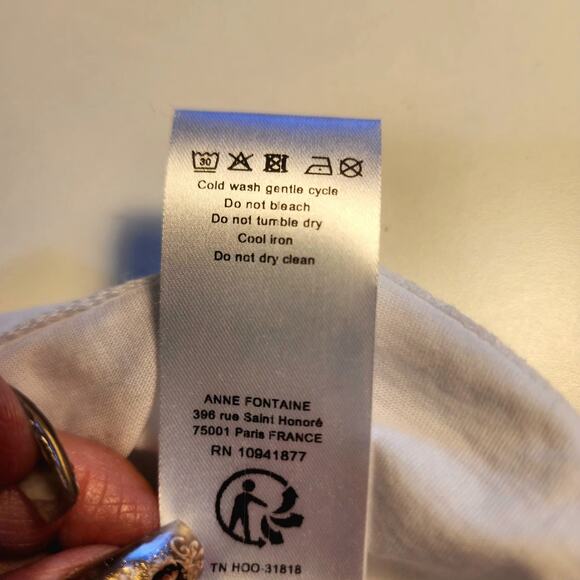 30
Cold wash gentle cycle
Do not bleach
Do not tumble dry
Cool iron
Do not dry clean
ANNE FONTAINE
396 rue Saint Honoré
75001 Paris FRANCE
RN 10941877
TN HOO-31818